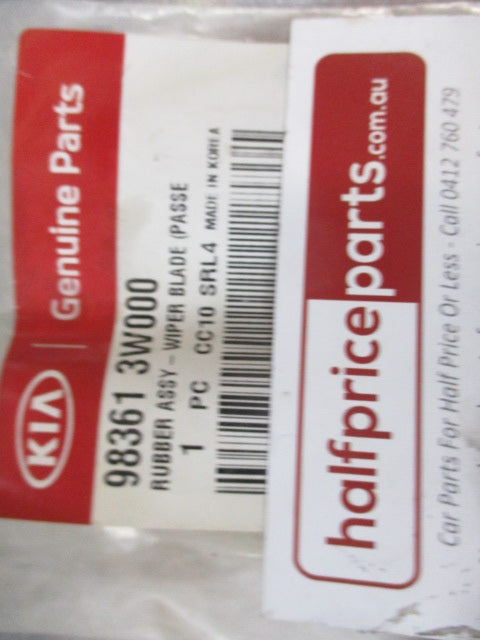 KIA | Genuine Parts
98361 3W000
RUBBER ASSY - WIPER BLADE (PASSE
1 PC CC10 SRL4 MADE IN KOREA
halfpriceparts.com.au
Car Parts For Half Price Or Less - Call 0412 760 479